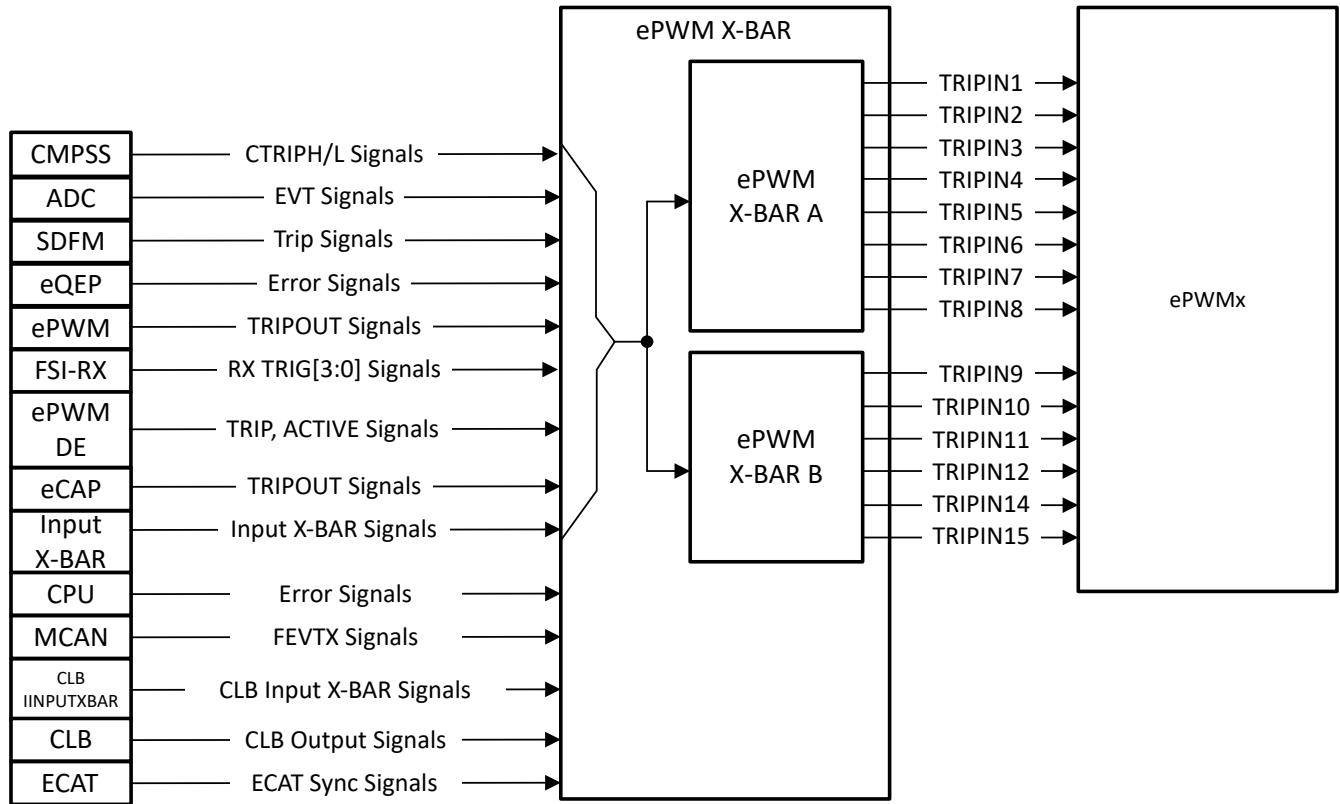 ePWM X-BAR
ePWM
X-BAR A
ePWM
X-BAR B
CMPSS
CTRIPH/L Signals
ADC
EVT Signals
SDFM
Trip Signals
eQEP
Error Signals
ePWM
TRIPOUT Signals
FSI-RX
RX TRIG[3:0] Signals
ePWM
DE
TRIP, ACTIVE Signals
eCAP
TRIPOUT Signals
Input
X-BAR
Input X-BAR Signals
CPU
Error Signals
MCAN
FEVTX Signals
CLB
IINPUTXBAR
CLB Input X-BAR Signals
CLB
CLB Output Signals
ECAT
ECAT Sync Signals
TRIPIN1
TRIPIN2
TRIPIN3
TRIPIN4
TRIPIN5
TRIPIN6
TRIPIN7
TRIPIN8
TRIPIN9
TRIPIN10
TRIPIN11
TRIPIN12
TRIPIN14
TRIPIN15
ePWMx